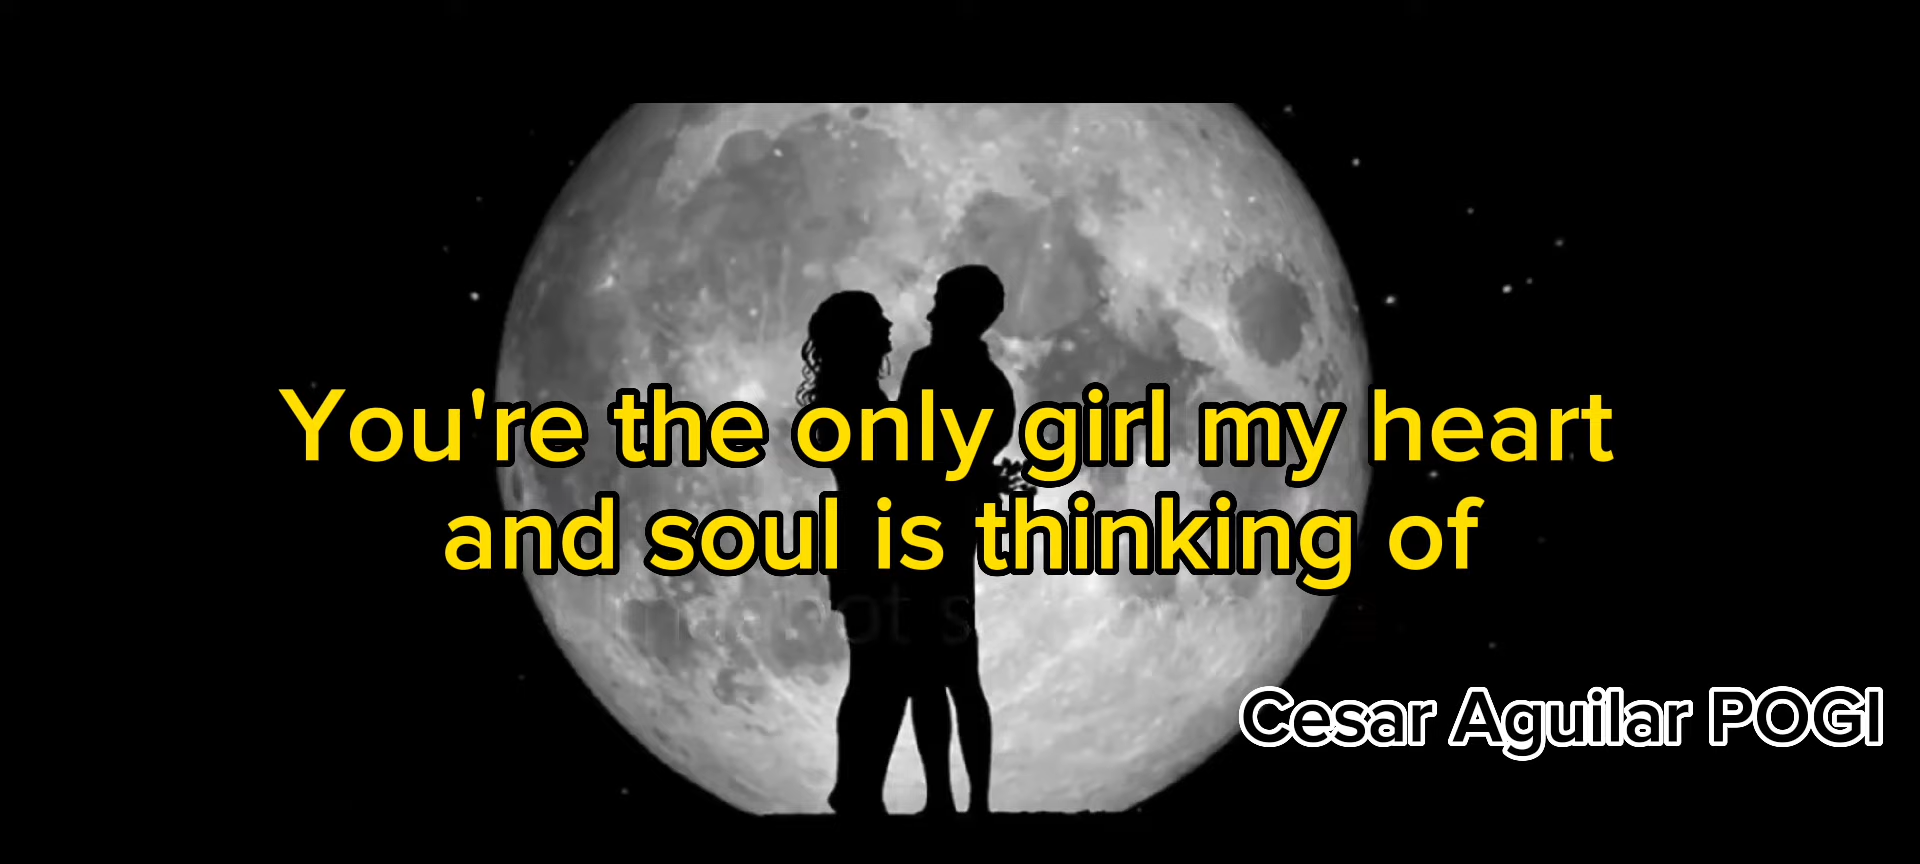 You're the only girl my heart
and soul is thinking of
Cesar Aguilar POGI